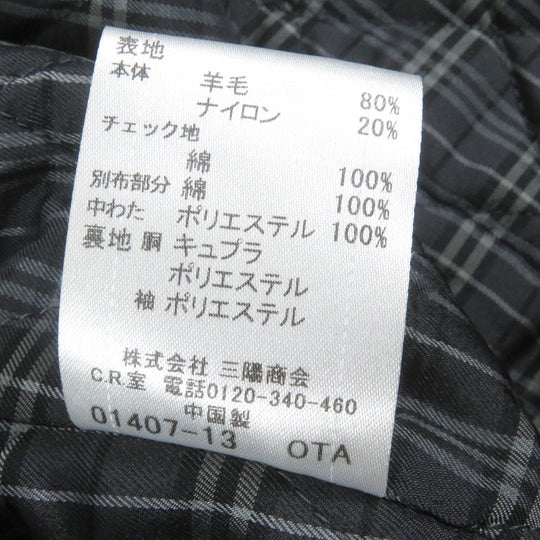 表地
本体 羊毛 80%
ナイロン 20%
チェック地
綿 100%
別布部分 綿 100%
中わた ポリエステル 100%
裏地 胴 キュプラ
ポリエステル
袖 ポリエステル
株式会社 三陽商会
C.R.室 電話0120-340-460
中国製
01407-13 OTA